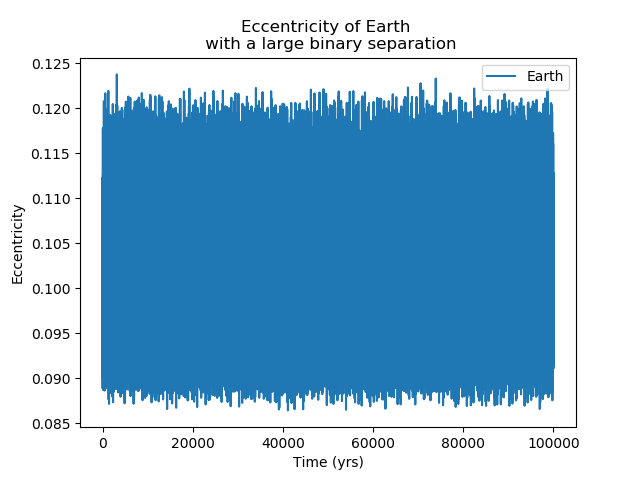 Eccentricity of Earth
with a large binary separation
Earth
Eccentricity
0.125
0.120
0.115
0.110
0.105
0.100
0.095
0.090
0.085
0 20000 40000 60000 80000 100000
Time (yrs)